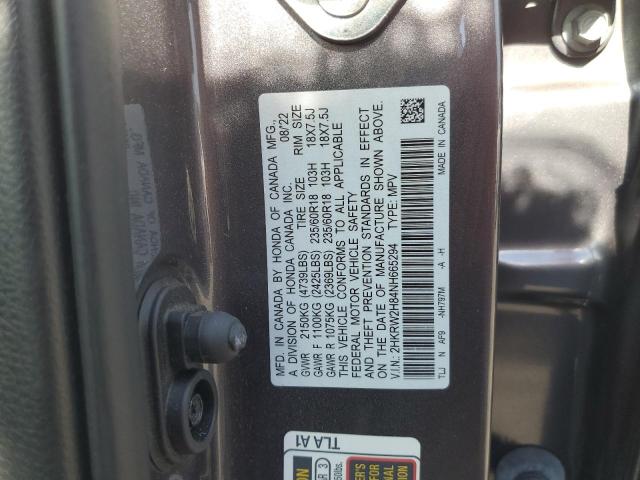 MFD. IN CANADA BY HONDA OF CANADA MFG.,
A DIVISION OF HONDA CANADA INC. 08/22
GVWR 2150KG (4739LBS) TIRE SIZE RIM SIZE
GAWR F 1100KG (2425LBS) 235/60R18 103H 18X7.5J
GAWR R 1075KG (2369LBS) 235/60R18 103H 18X7.5J
THIS VEHICLE CONFORMS TO ALL APPLICABLE
FEDERAL MOTOR VEHICLE SAFETY
AND THEFT PREVENTION STANDARDS IN EFFECT
ON THE DATE OF MANUFACTURE SHOWN ABOVE.
V.I.N.: 2HKRW2H84NH665294 TYPE: MPV
TLJ N AP9 -NH797M -A -H MADE IN CANADA
TLA A1